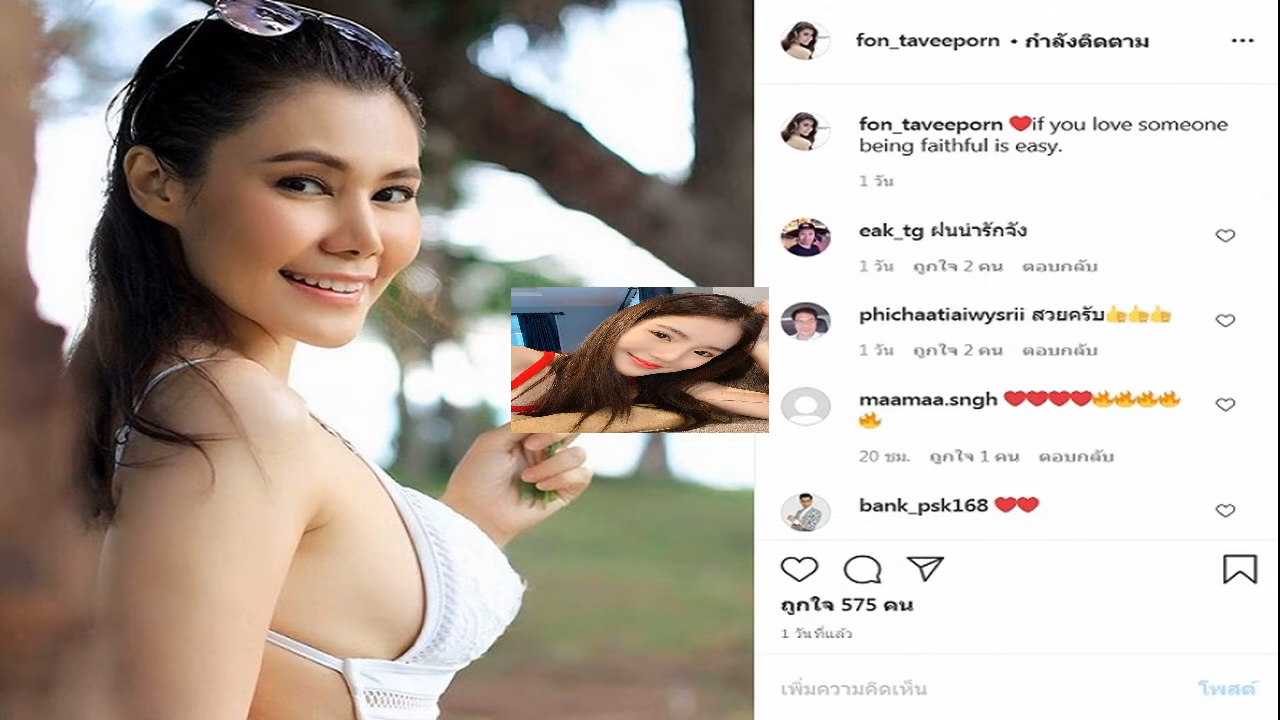 fon_taveeporn • กำลังติดตาม
fon_taveeporn ❤️if you love someone
being faithful is easy.
1 วัน
eak_tg ฝนน่ารักจัง
1 วัน ถูกใจ 2 คน ตอบกลับ
phichaatiaiwysrii สวยครับ👍👍👍
1 วัน ถูกใจ 2 คน ตอบกลับ
maamaa.sngh ❤️❤️❤️❤️🔥🔥🔥🔥
🔥
20 ชม. ถูกใจ 1 คน ตอบกลับ
bank_psk168 ❤️❤️
ถูกใจ 575 คน
1 วันที่แล้ว
เพิ่มความคิดเห็น โพสต์